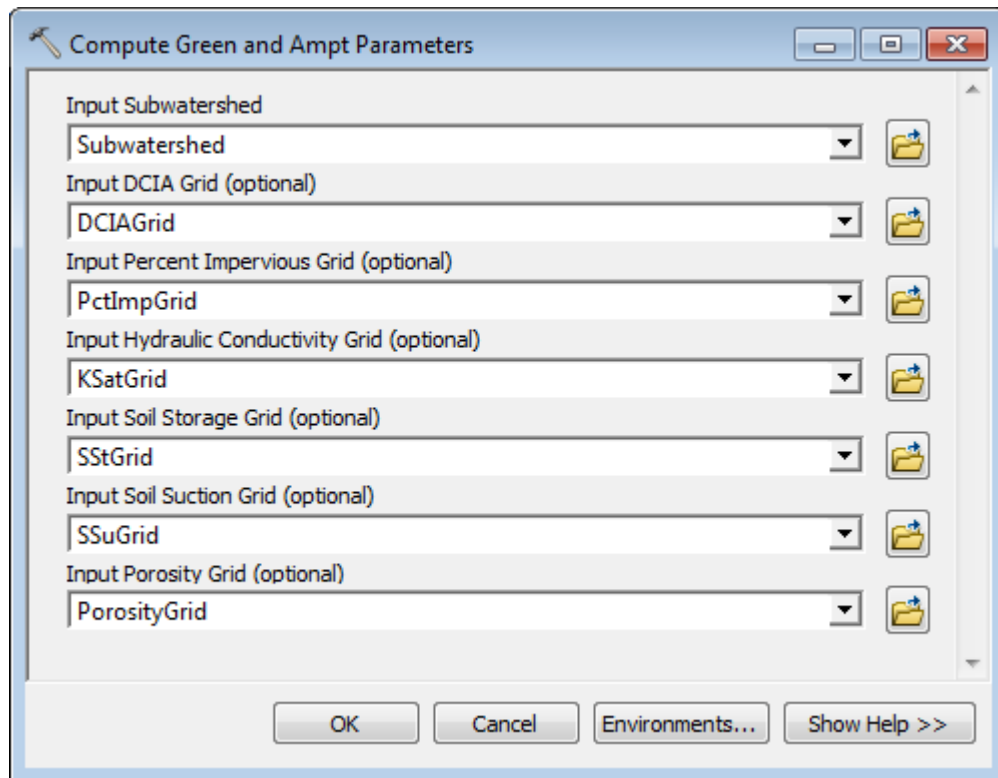 Compute Green and Ampt Parameters
Input Subwatershed
Subwatershed
Input DCIA Grid (optional)
DCIAGrid
Input Percent Impervious Grid (optional)
PctImpGrid
Input Hydraulic Conductivity Grid (optional)
KSatGrid
Input Soil Storage Grid (optional)
SStGrid
Input Soil Suction Grid (optional)
SSuGrid
Input Porosity Grid (optional)
PorosityGrid
OK Cancel Environments... Show Help >>